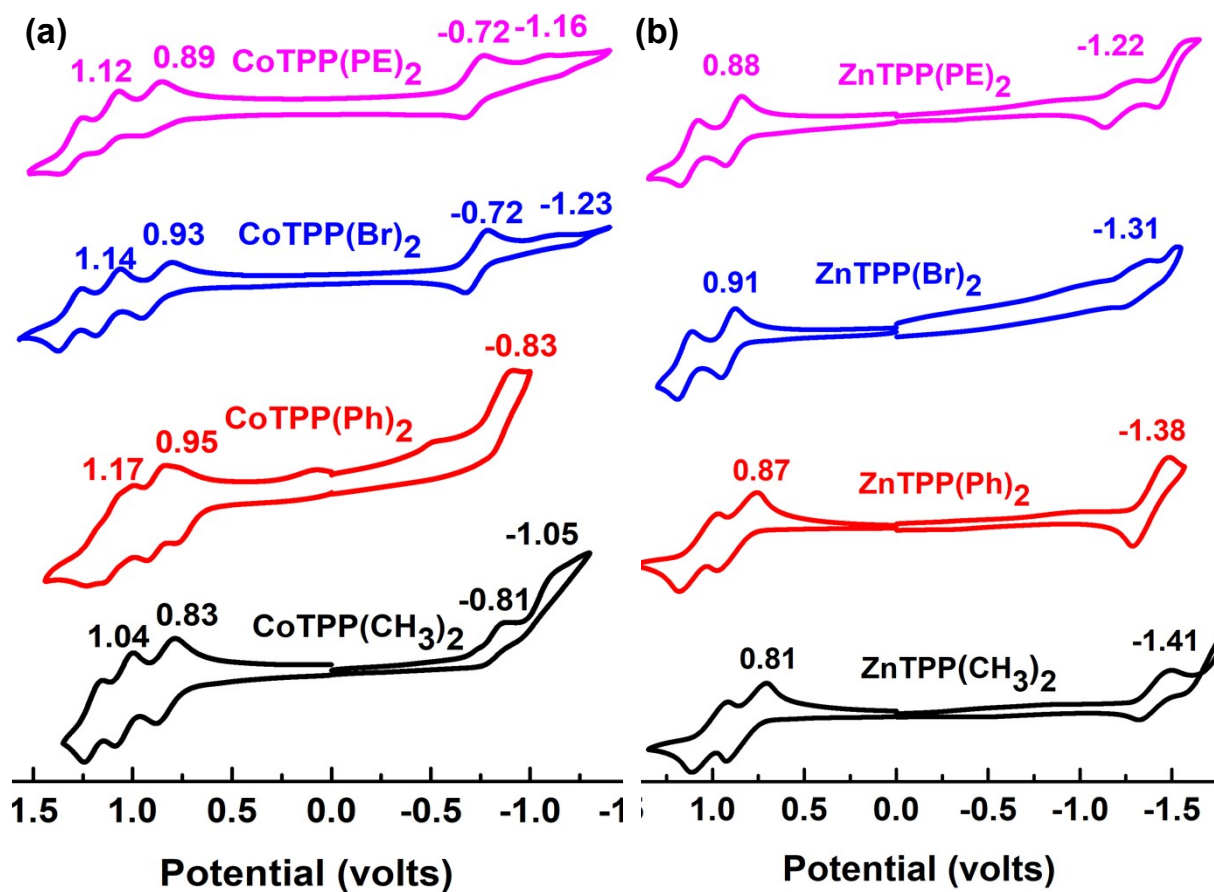 (a)
-0.72 -1.16
1.12 0.89 CoTPP(PE)2
-0.72 -1.23
1.14 0.93 CoTPP(Br)2
-0.83
1.17 0.95 CoTPP(Ph)2
-1.05
-0.81
1.04 0.83 CoTPP(CH3)2
1.5 1.0 0.5 0.0 -0.5 -1.0 -1
Potential (volts)
(b)
-1.22
0.88 ZnTPP(PE)2
-1.31
0.91 ZnTPP(Br)2
-1.38
0.87 ZnTPP(Ph)2
-1.41
0.81 ZnTPP(CH3)2
1.0 0.5 0.0 -0.5 -1.0 -1.5
Potential (volts)